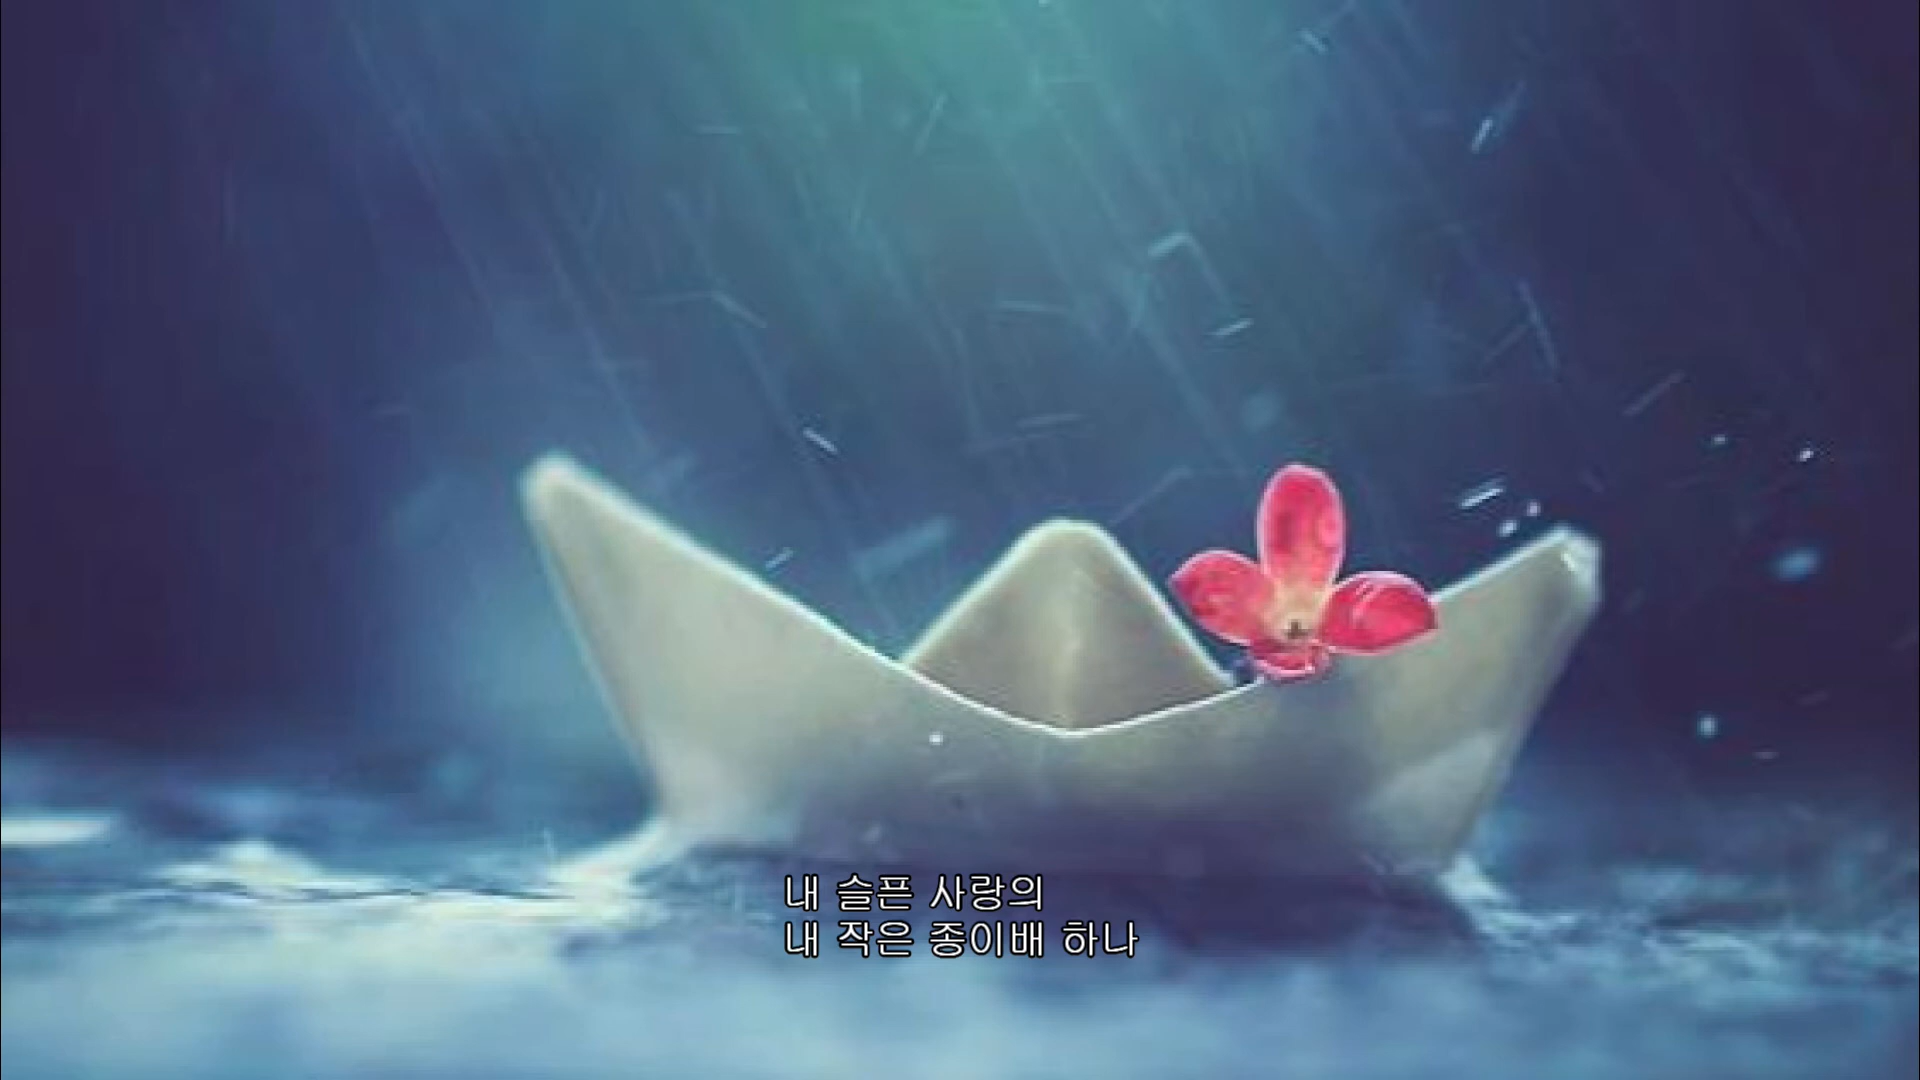 내 슬픈 사랑의
내 작은 종이배 하나